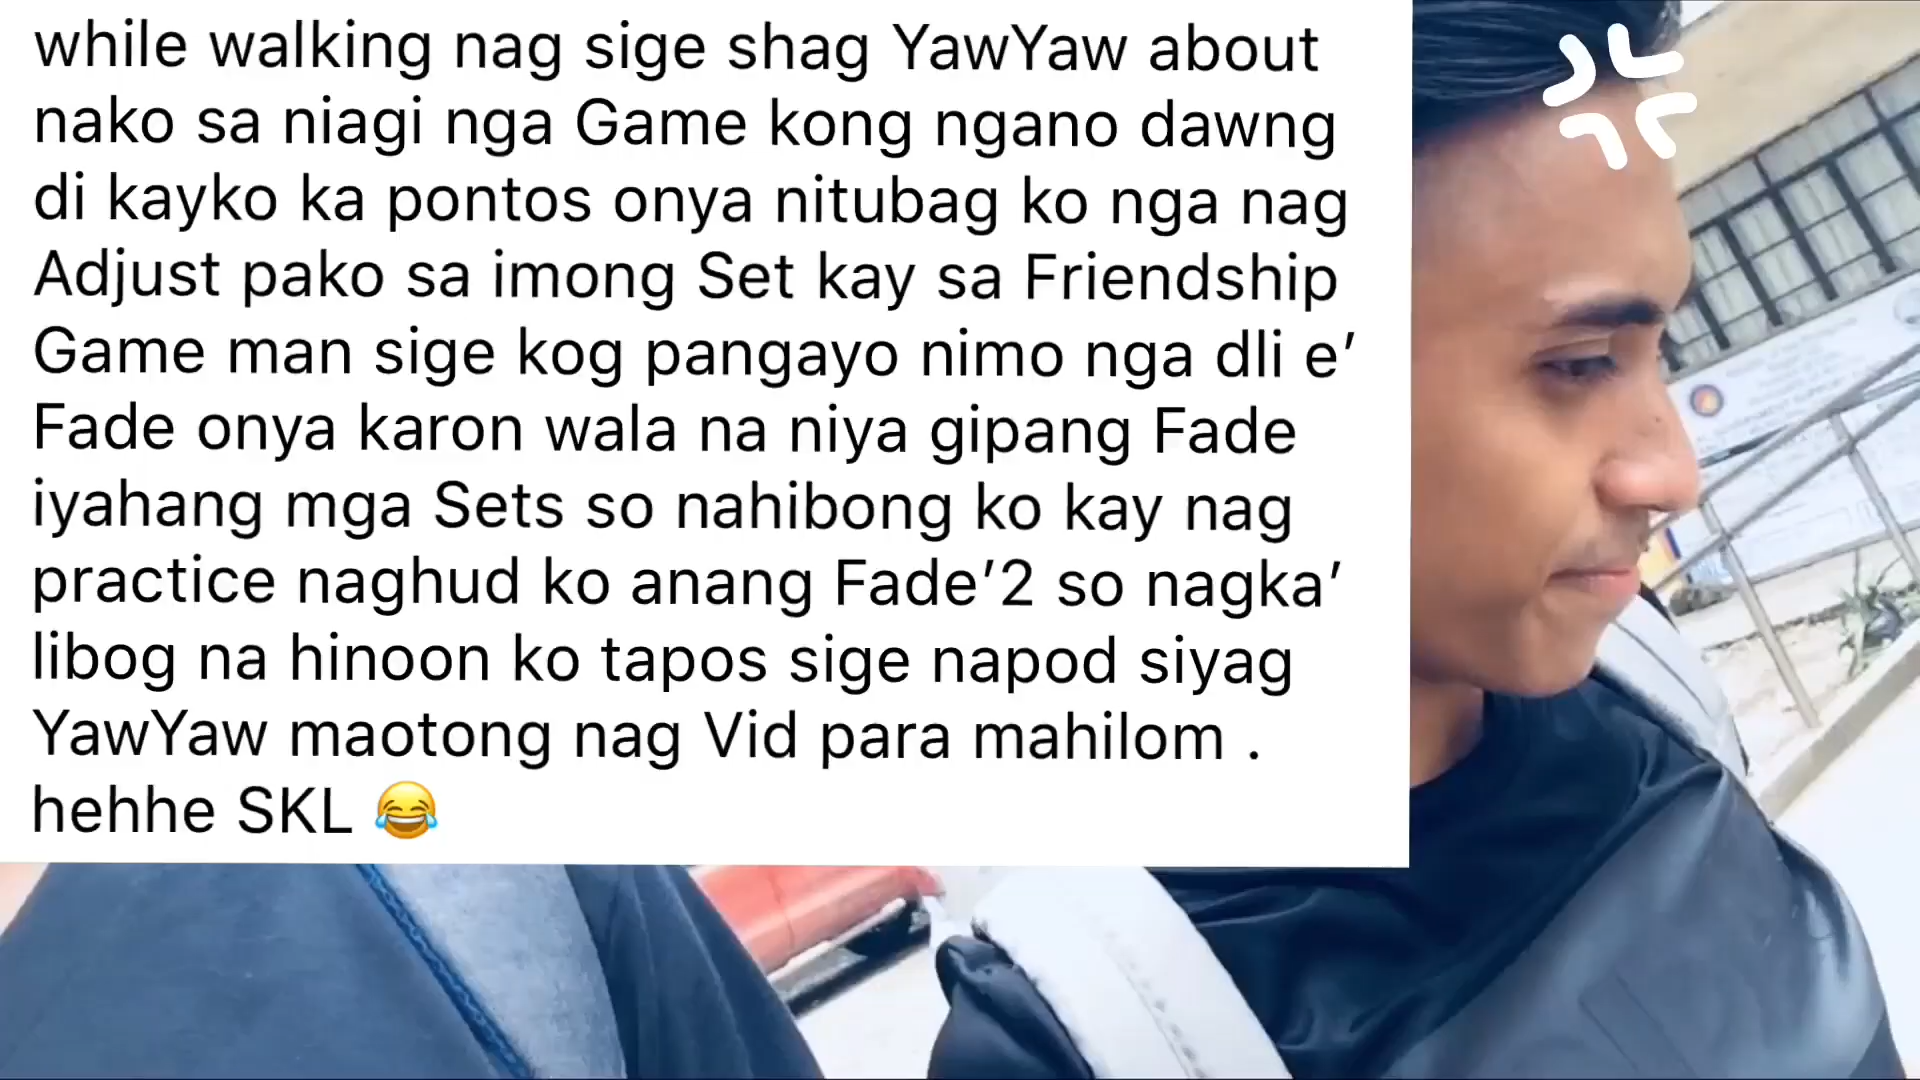 while walking nag sige shag YawYaw about
nako sa niagi nga Game kong ngano dawng
di kayko ka pontos onya nitubag ko nga nag
Adjust pako sa imong Set kay sa Friendship
Game man sige kog pangayo nimo nga dli e’
Fade onya karon wala na niya gipang Fade
iyahang mga Sets so nahibong ko kay nag
practice naghud ko anang Fade’2 so nagka’
libog na hinoon ko tapos sige napod siyag
YawYaw maotong nag Vid para mahilom .
hehhe SKL 😂